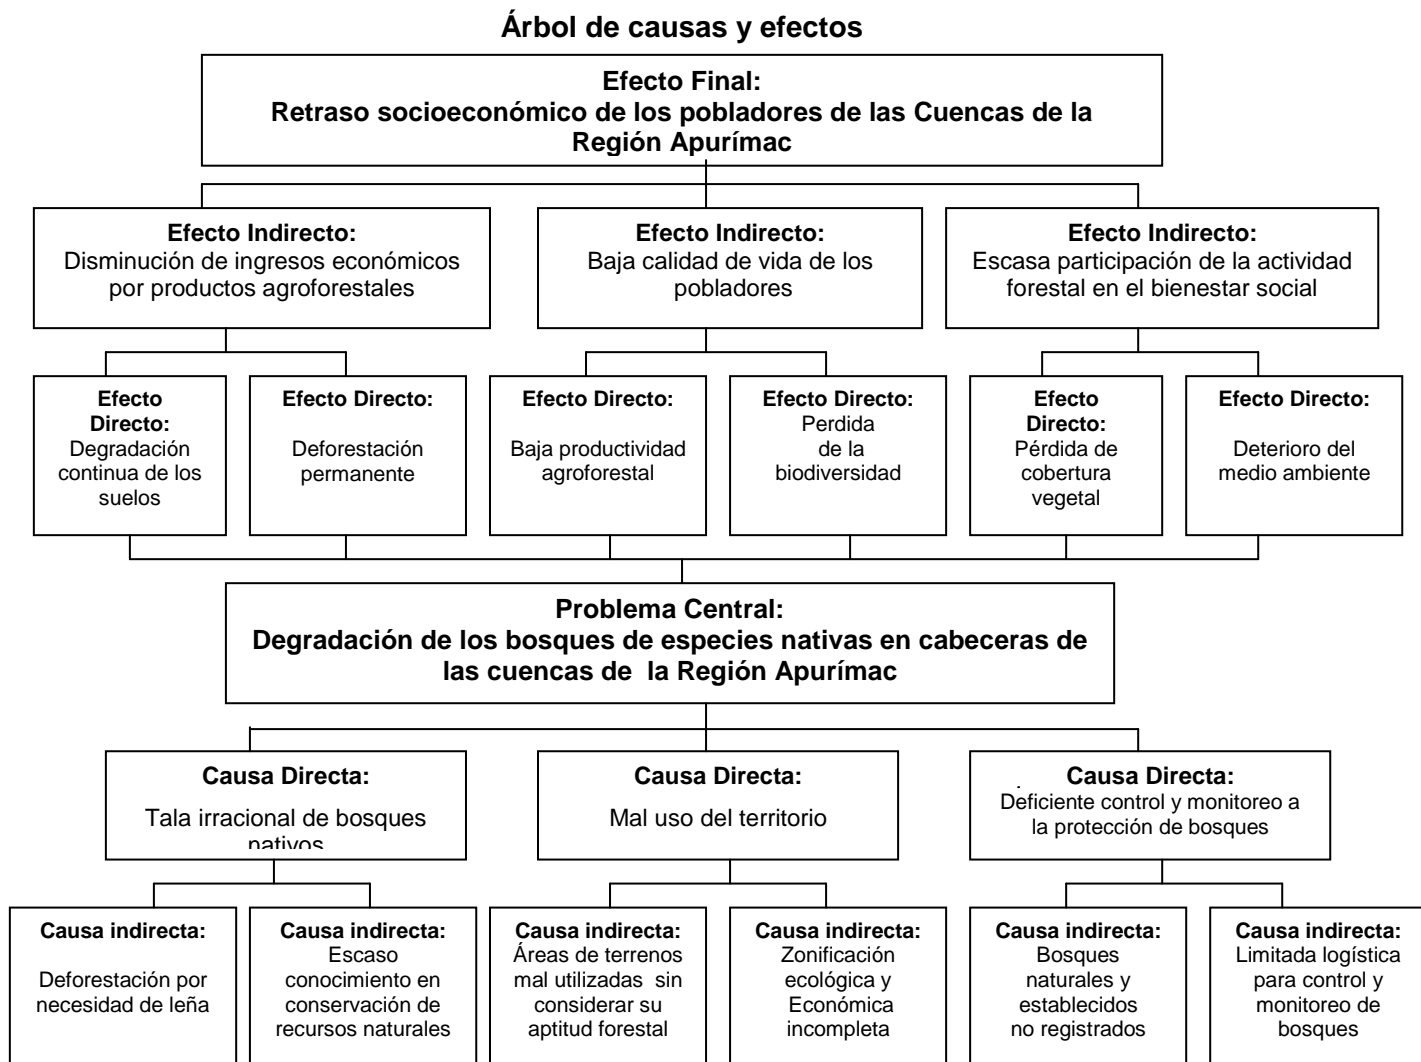 Árbol de causas y efectos
Efecto Final:
Retraso socioeconómico de los pobladores de las Cuencas de la
Región Apurímac
Efecto Indirecto:
Disminución de ingresos económicos
por productos agroforestales
Efecto Indirecto:
Baja calidad de vida de los
pobladores
Efecto Indirecto:
Escasa participación de la actividad
forestal en el bienestar social
Efecto
Directo:
Degradación
continua de los
suelos
Efecto Directo:
Deforestación
permanente
Efecto Directo:
Baja productividad
agroforestal
Efecto Directo:
Perdida
de la
biodiversidad
Efecto
Directo:
Pérdida de
cobertura
vegetal
Efecto Directo:
Deterioro del
medio ambiente
Problema Central:
Degradación de los bosques de especies nativas en cabeceras de
las cuencas de la Región Apurímac
Causa Directa:
Tala irracional de bosques
nativos
Causa Directa:
Mal uso del territorio
Causa Directa:
Deficiente control y monitoreo a
la protección de bosques
Causa indirecta:
Deforestación por
necesidad de leña
Causa indirecta:
Escaso
conocimiento en
conservación de
recursos naturales
Causa indirecta:
Áreas de terrenos
mal utilizadas sin
considerar su
aptitud forestal
Causa indirecta:
Zonificación
ecológica y
Económica
incompleta
Causa indirecta:
Bosques
naturales y
establecidos
no registrados
Causa indirecta:
Limitada logística
para control y
monitoreo de
bosques